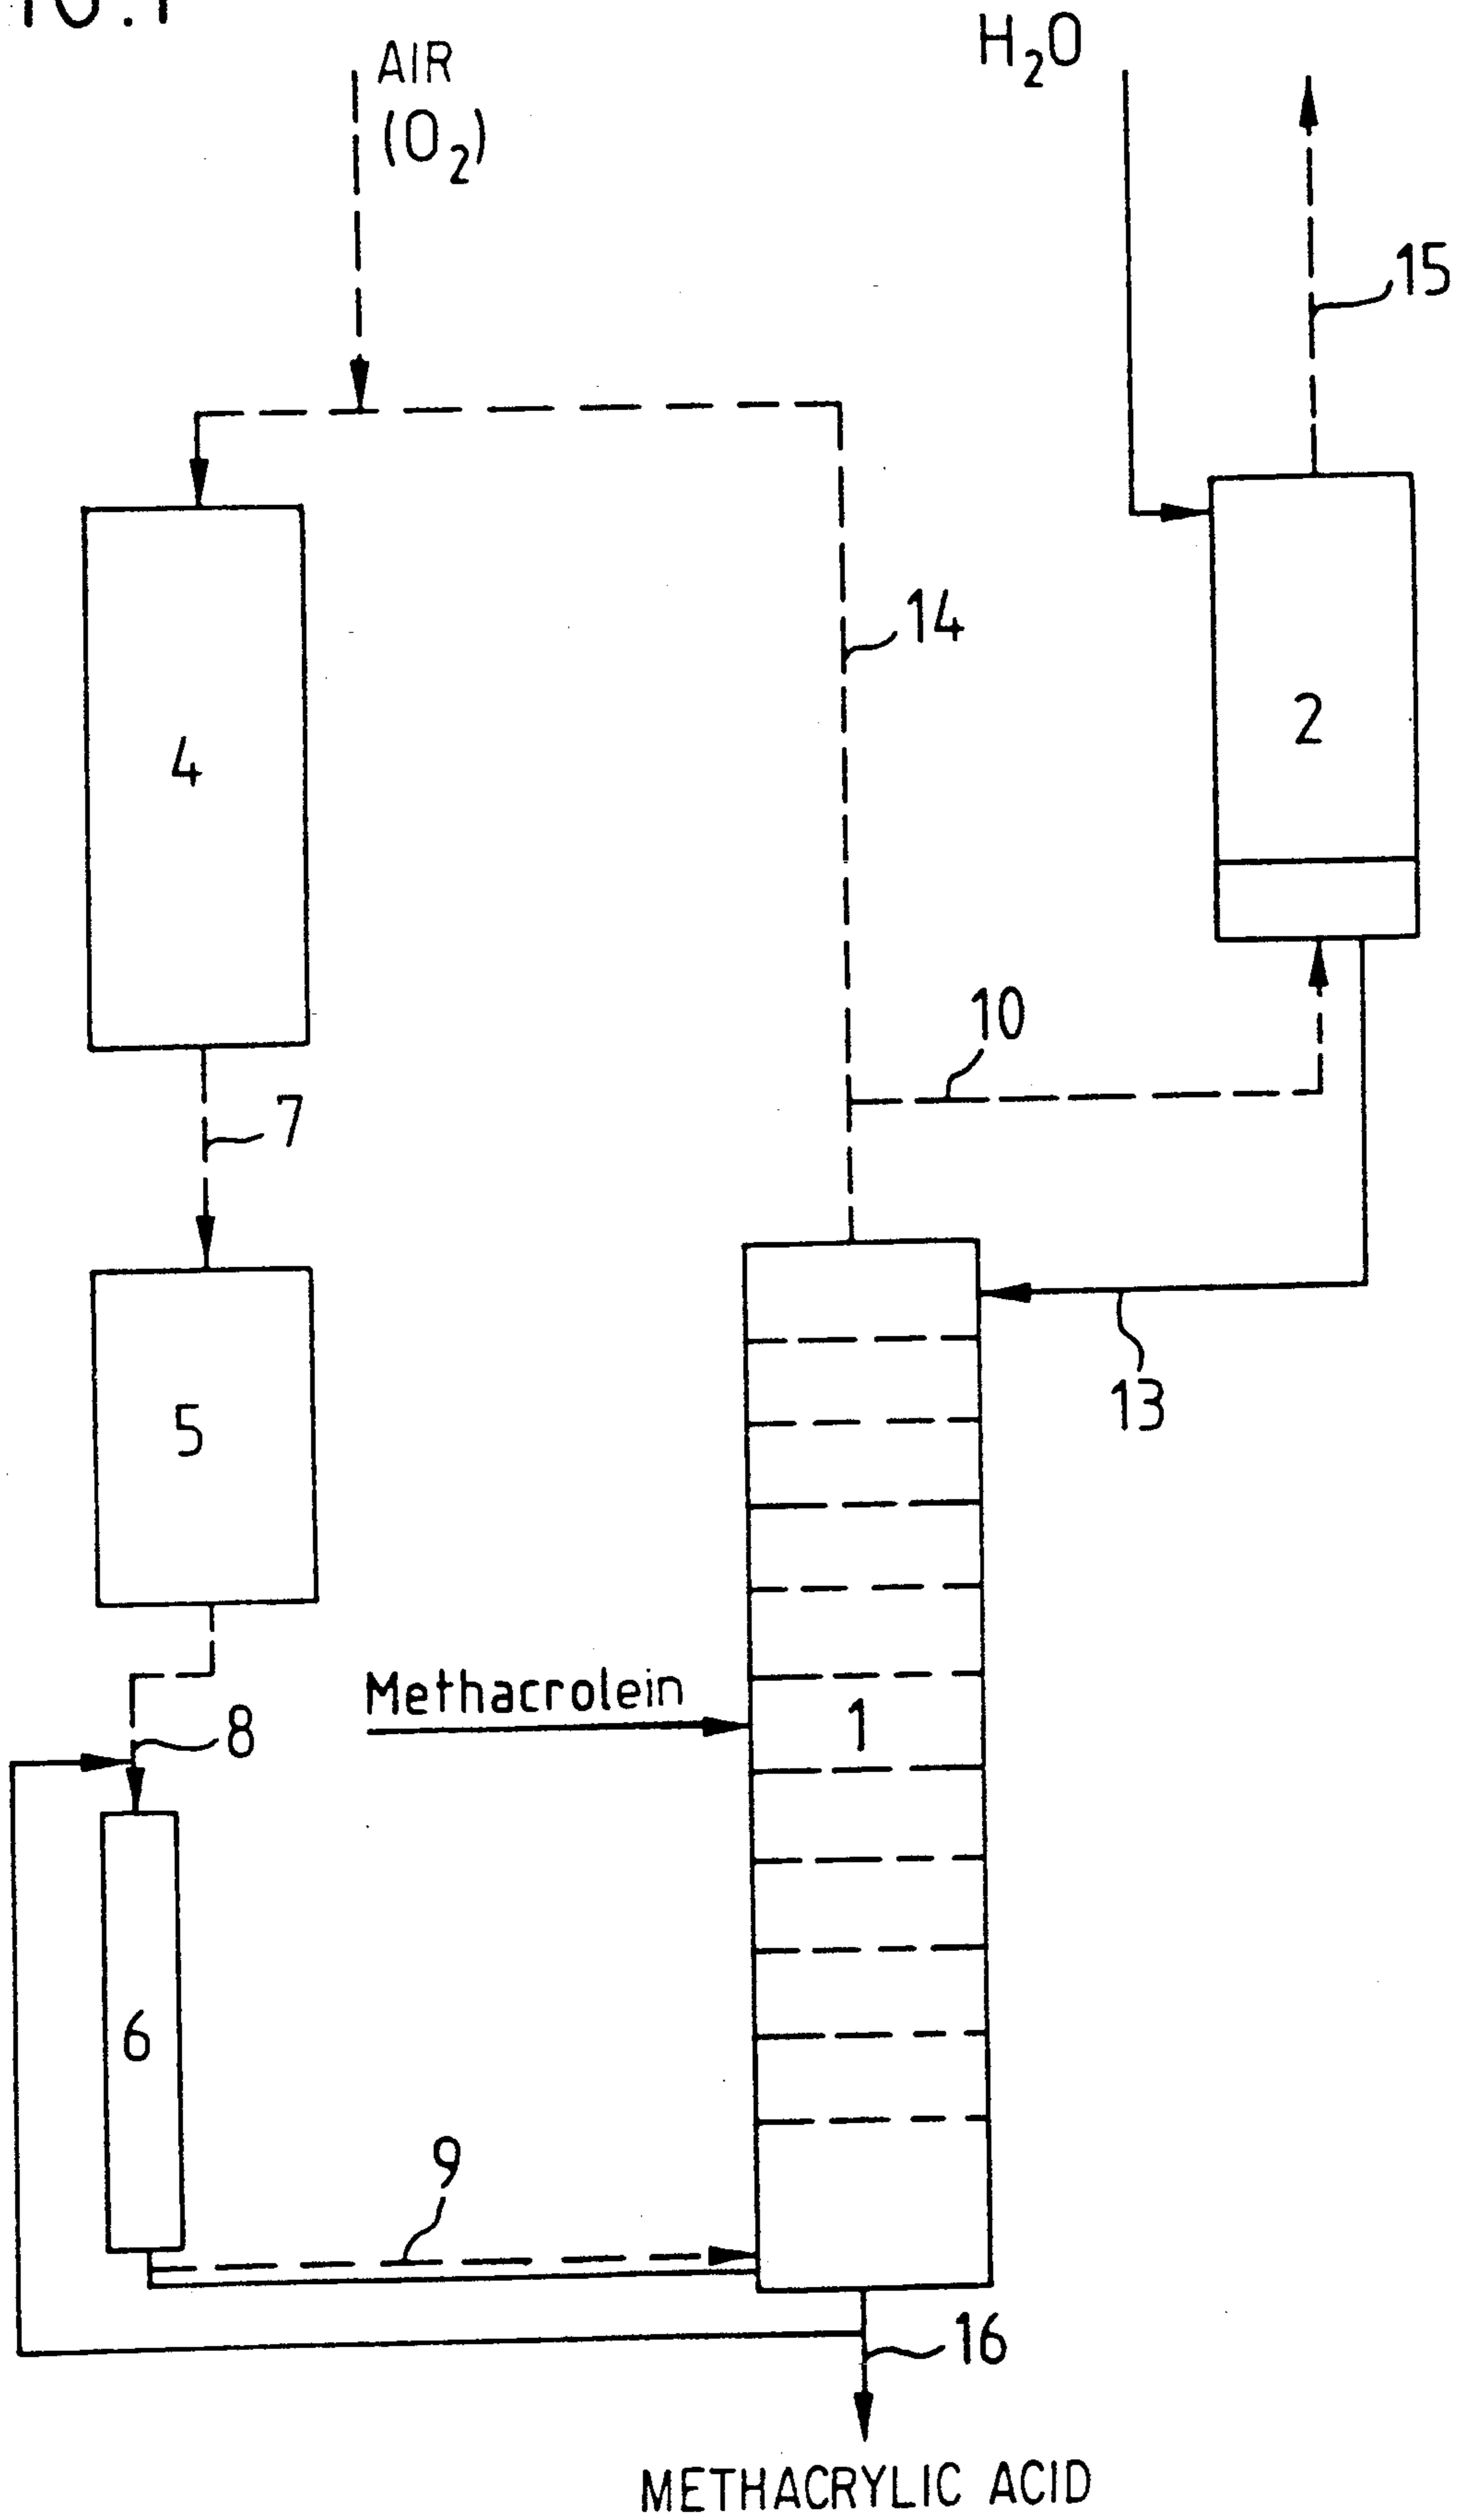 AIR
(O₂)
H₂O
15
14
4
2
10
7
13
5
Methacrolein
1
8
6
9
16
METHACRYLIC ACID